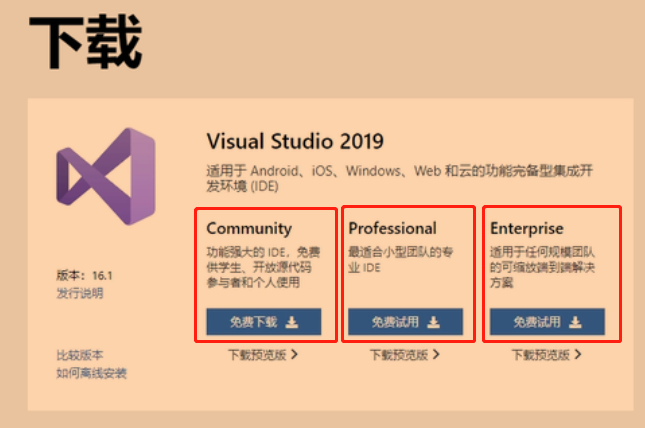 下载
Visual Studio 2019
适用于 Android、iOS、Windows、Web 和云的功能完备型集成开
发环境 (IDE)
版本：16.1
发行说明
比较版本
如何离线安装
Community
功能强大的 IDE，免费
供学生、开放源代码
参与者和个人使用
免费下载
下载预览版
Professional
最适合小型团队的专
业 IDE
免费试用
下载预览版
Enterprise
适用于任何规模团队
的可缩放端到端解决
方案
免费试用
下载预览版